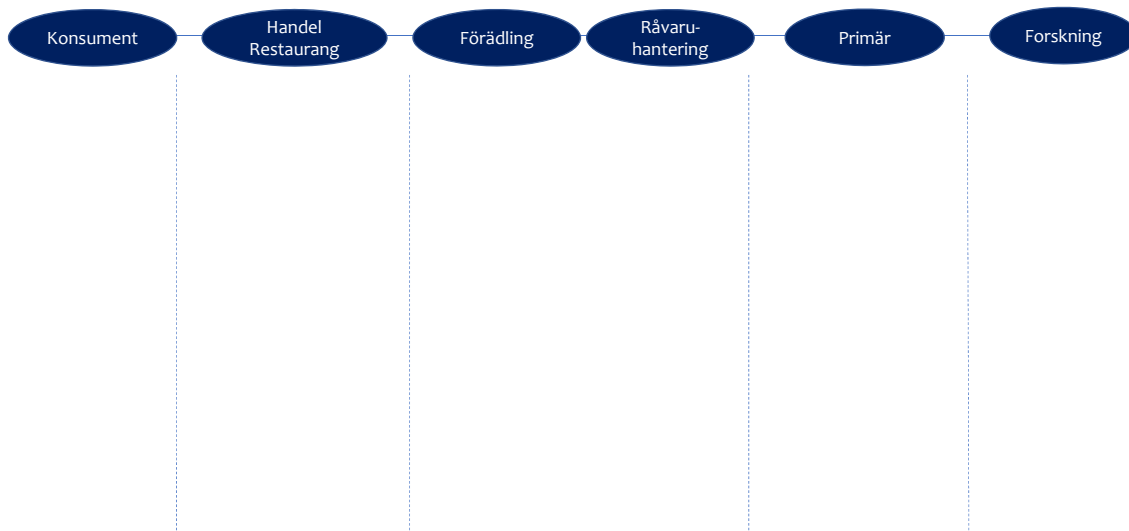 Konsument
Handel
Restaurang
Förädling
Råvaru-
hantering
Primär
Forskning